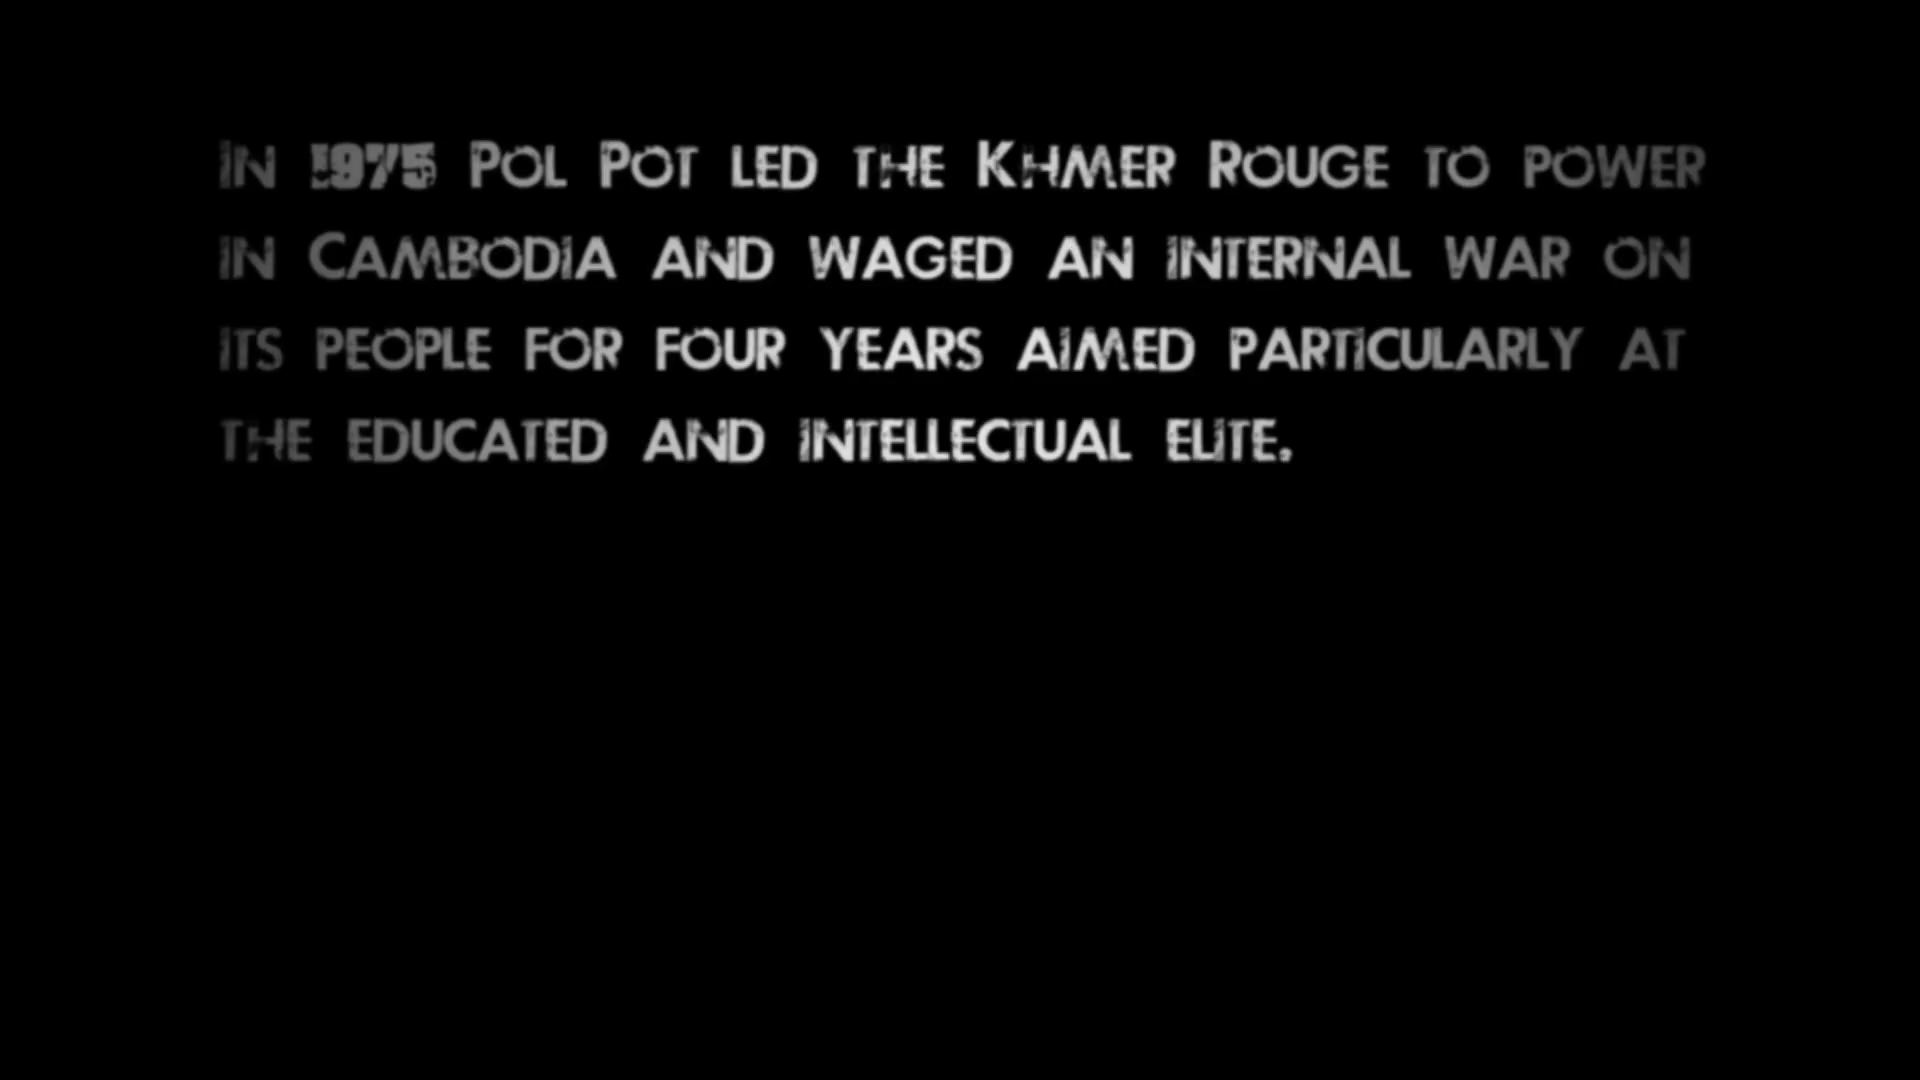 In 1975 Pol Pot led the Khmer Rouge to power
in Cambodia and waged an internal war on
its people for four years aimed particularly at
the educated and intellectual elite.